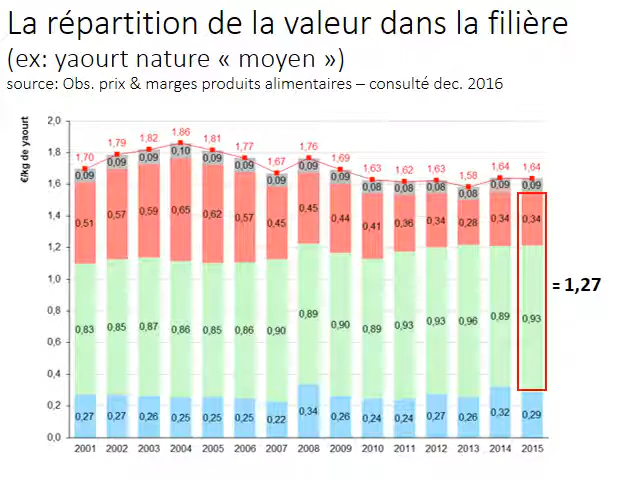 La répartition de la valeur dans la filière
(ex: yaourt nature « moyen »)
source: Obs. prix & marges produits alimentaires – consulté dec. 2016
€/kg de yaourt
2,0
1,8
1,6
1,4
1,2
1,0
0,8
0,6
0,4
0,2
0,0
1,70 1,79 1,82 1,86 1,81 1,77 1,67 1,76 1,69 1,63 1,62 1,63 1,58 1,64 1,64
0,09 0,09 0,09 0,10 0,09 0,09 0,09 0,09 0,09 0,08 0,08 0,08 0,08 0,09 0,09
0,51 0,57 0,59 0,65 0,62 0,57 0,45 0,45 0,44 0,41 0,36 0,34 0,28 0,34 0,34
= 1,27
0,83 0,85 0,87 0,86 0,85 0,86 0,90 0,89 0,90 0,89 0,93 0,93 0,96 0,89 0,93
0,27 0,27 0,26 0,25 0,25 0,25 0,22 0,34 0,26 0,24 0,24 0,27 0,26 0,32 0,29
2001 2002 2003 2004 2005 2006 2007 2008 2009 2010 2011 2012 2013 2014 2015